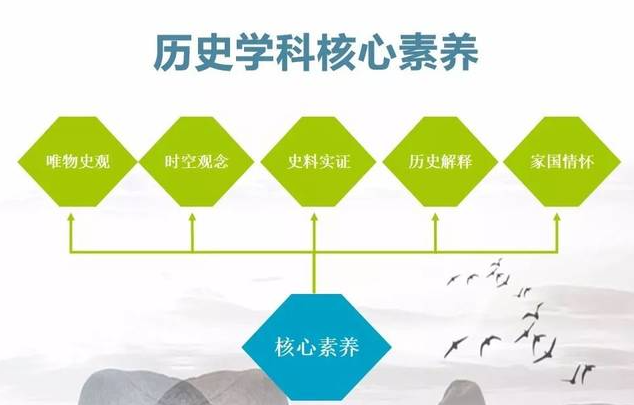 历史学科核心素养
唯物史观
时空观念
史料实证
历史解释
家国情怀
核心素养